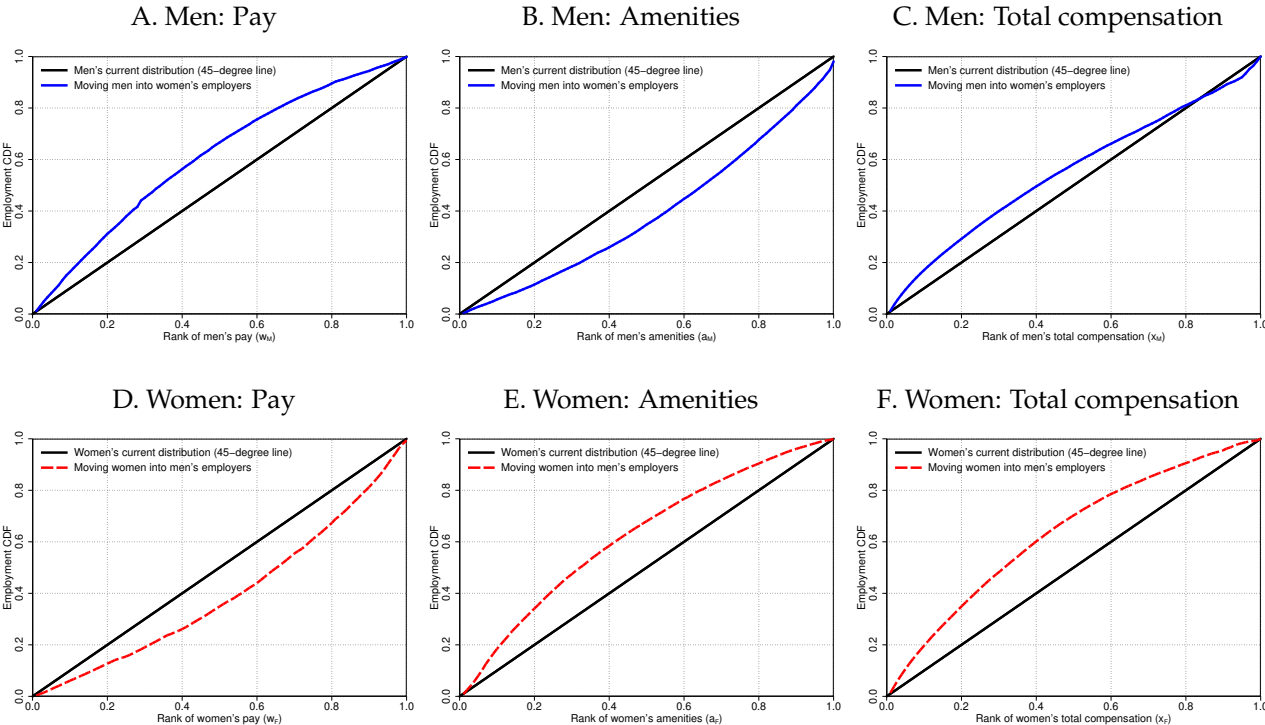 A. Men: Pay
B. Men: Amenities
C. Men: Total compensation
Men's current distribution (45−degree line)
Moving men into women's employers
Employment CDF
0.0 0.2 0.4 0.6 0.8 1.0
0.0 0.2 0.4 0.6 0.8 1.0
Rank of men's pay (wM)
Men's current distribution (45−degree line)
Moving men into women's employers
Employment CDF
0.0 0.2 0.4 0.6 0.8 1.0
0.0 0.2 0.4 0.6 0.8 1.0
Rank of men's amenities (aM)
Men's current distribution (45−degree line)
Moving men into women's employers
Employment CDF
0.0 0.2 0.4 0.6 0.8 1.0
0.0 0.2 0.4 0.6 0.8 1.0
Rank of men's total compensation (xM)
D. Women: Pay
E. Women: Amenities
F. Women: Total compensation
Women's current distribution (45−degree line)
Moving women into men's employers
Employment CDF
0.0 0.2 0.4 0.6 0.8 1.0
0.0 0.2 0.4 0.6 0.8 1.0
Rank of women's pay (wF)
Women's current distribution (45−degree line)
Moving women into men's employers
Employment CDF
0.0 0.2 0.4 0.6 0.8 1.0
0.0 0.2 0.4 0.6 0.8 1.0
Rank of women's amenities (aF)
Women's current distribution (45−degree line)
Moving women into men's employers
Employment CDF
0.0 0.2 0.4 0.6 0.8 1.0
0.0 0.2 0.4 0.6 0.8 1.0
Rank of women's total compensation (xF)